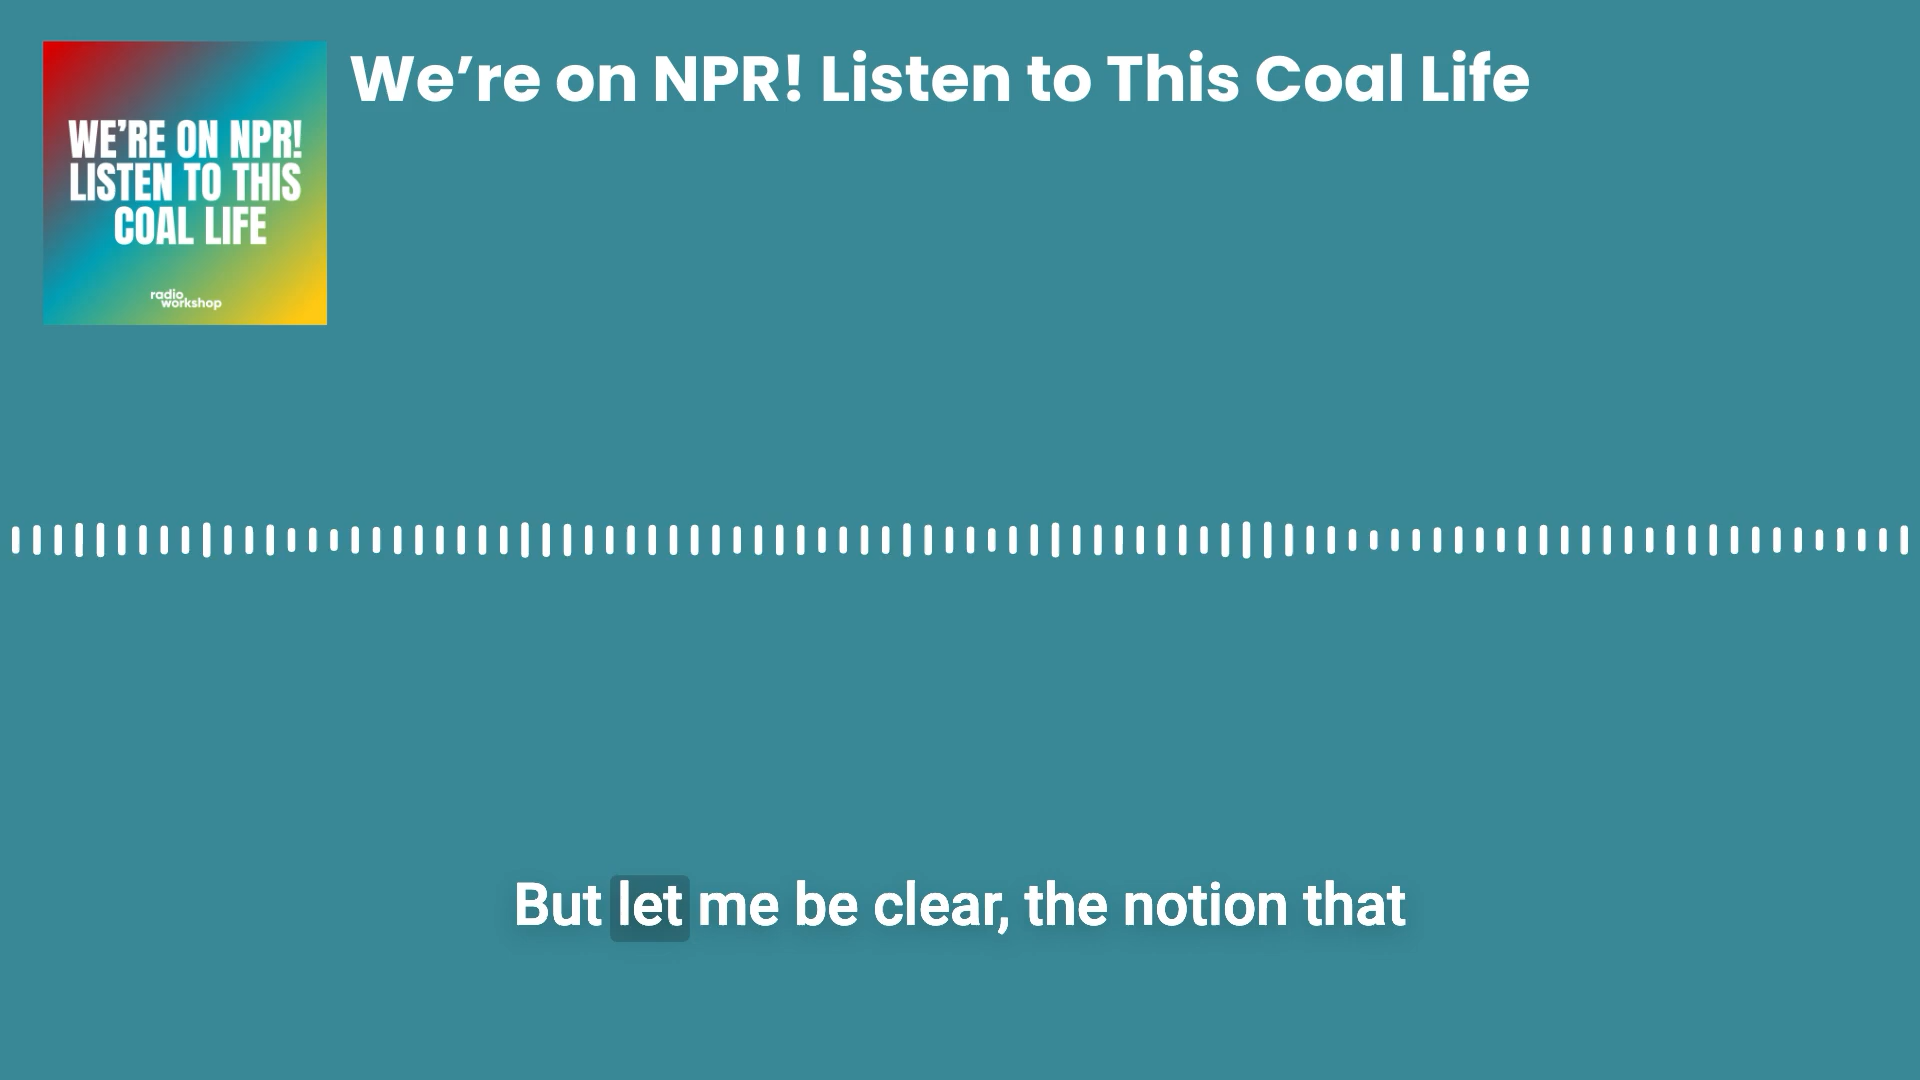 We’re on NPR! Listen to This Coal Life
WE’RE ON NPR!
LISTEN TO THIS
COAL LIFE
radio
workshop
But let me be clear, the notion that